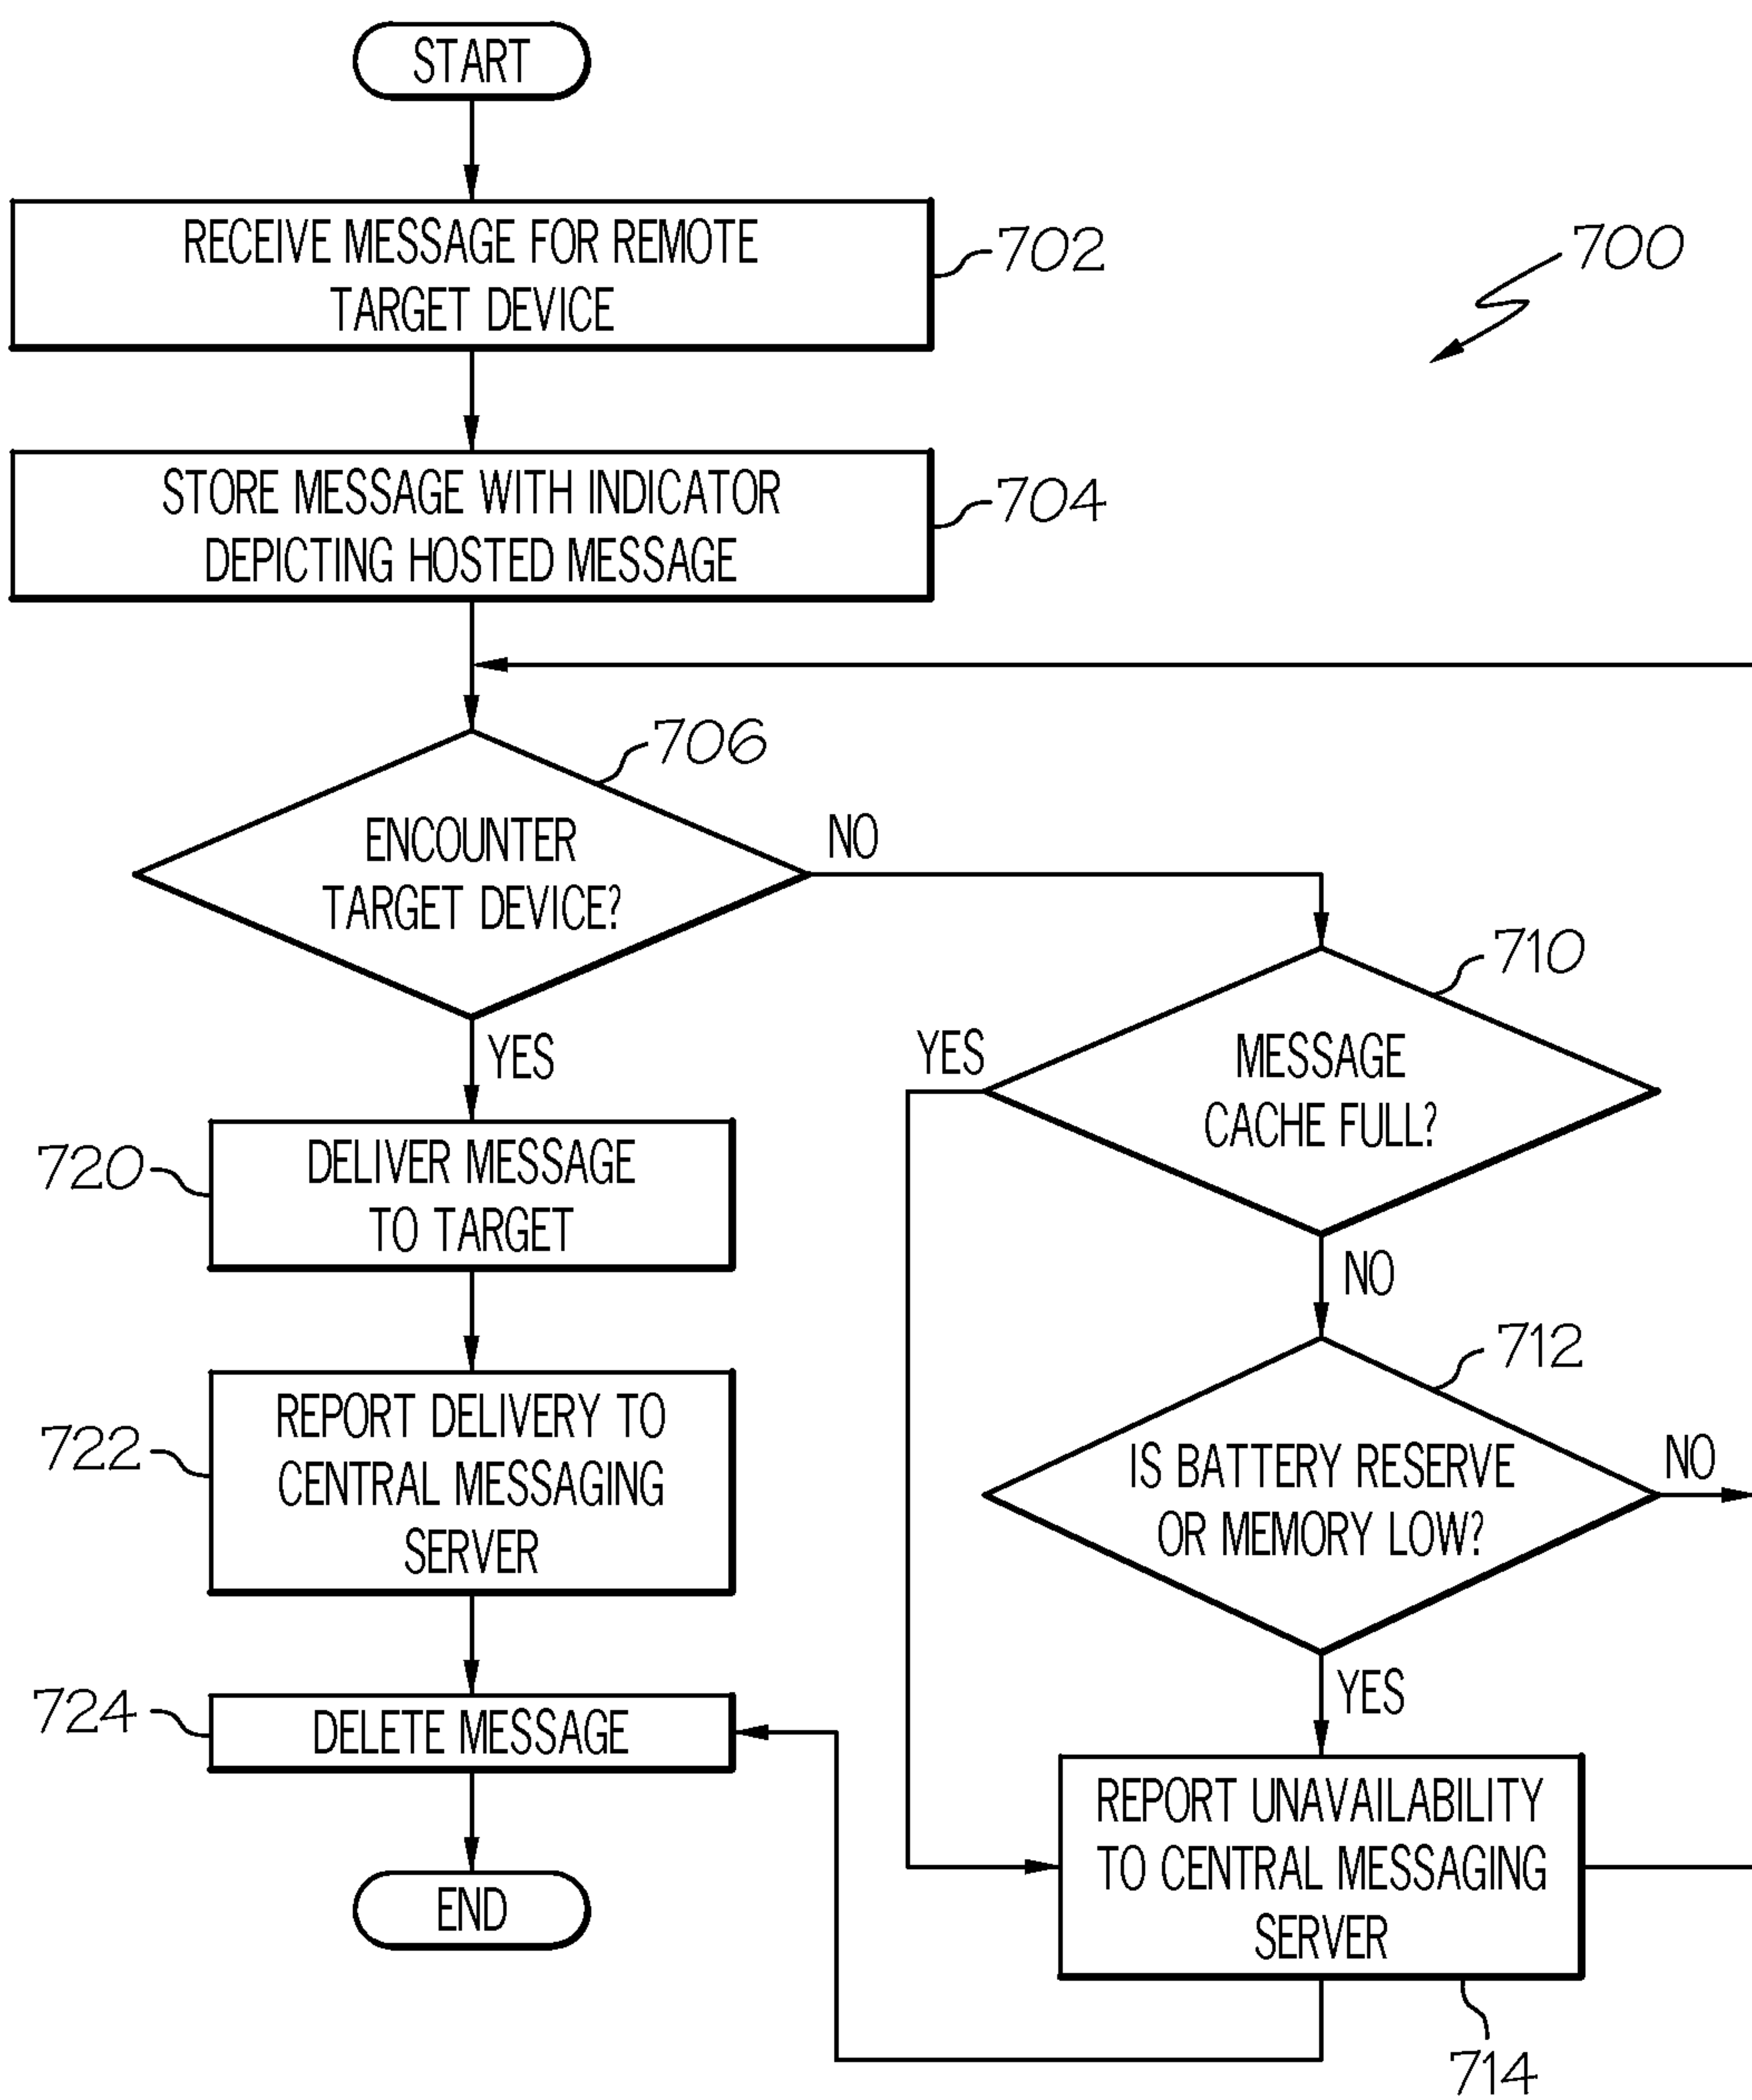 START
RECEIVE MESSAGE FOR REMOTE
TARGET DEVICE
702
700
STORE MESSAGE WITH INDICATOR
DEPICTING HOSTED MESSAGE
704
706
ENCOUNTER
TARGET DEVICE?
NO
YES
710
MESSAGE
CACHE FULL?
YES
NO
720
DELIVER MESSAGE
TO TARGET
712
IS BATTERY RESERVE
OR MEMORY LOW?
NO
YES
722
REPORT DELIVERY TO
CENTRAL MESSAGING
SERVER
724
DELETE MESSAGE
REPORT UNAVAILABILITY
TO CENTRAL MESSAGING
SERVER
714
END